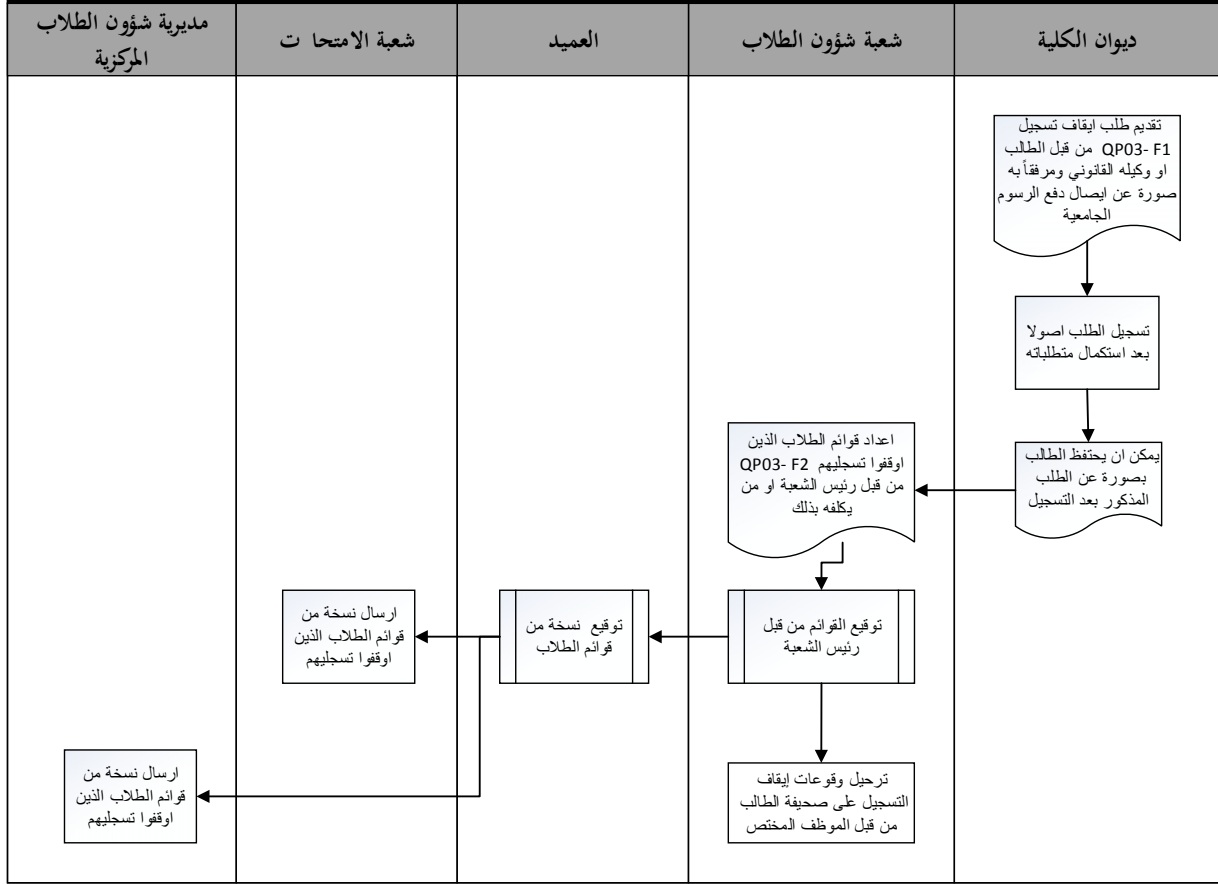 ديوان الكلية
شعبة شؤون الطلاب
العميد
شعبة الامتحا ت
مديرية شؤون الطلاب
المركزية
تقديم طلب ايقاف تسجيل
QP03- F1 من قبل الطالب
او وكيله القانوني ومرفقاً به
صورة عن ايصال دفع الرسوم
الجامعية
تسجيل الطلب اصولا
بعد استكمال متطلباته
يمكن ان يحتفظ الطالب
بصورة عن الطلب
المذكور بعد التسجيل
اعداد قوائم الطلاب الذين
اوقفوا تسجليهم QP03- F2
من قبل رئيس الشعبة او من
يكلفه بذلك
توقيع القوائم من قبل
رئيس الشعبة
توقيع نسخة من
قوائم الطلاب
ارسال نسخة من
قوائم الطلاب الذين
اوقفوا تسجليهم
ترحيل وقوعات إيقاف
التسجيل على صحيفة الطالب
من قبل الموظف المختص
ارسال نسخة من
قوائم الطلاب الذين
اوقفوا تسجليهم